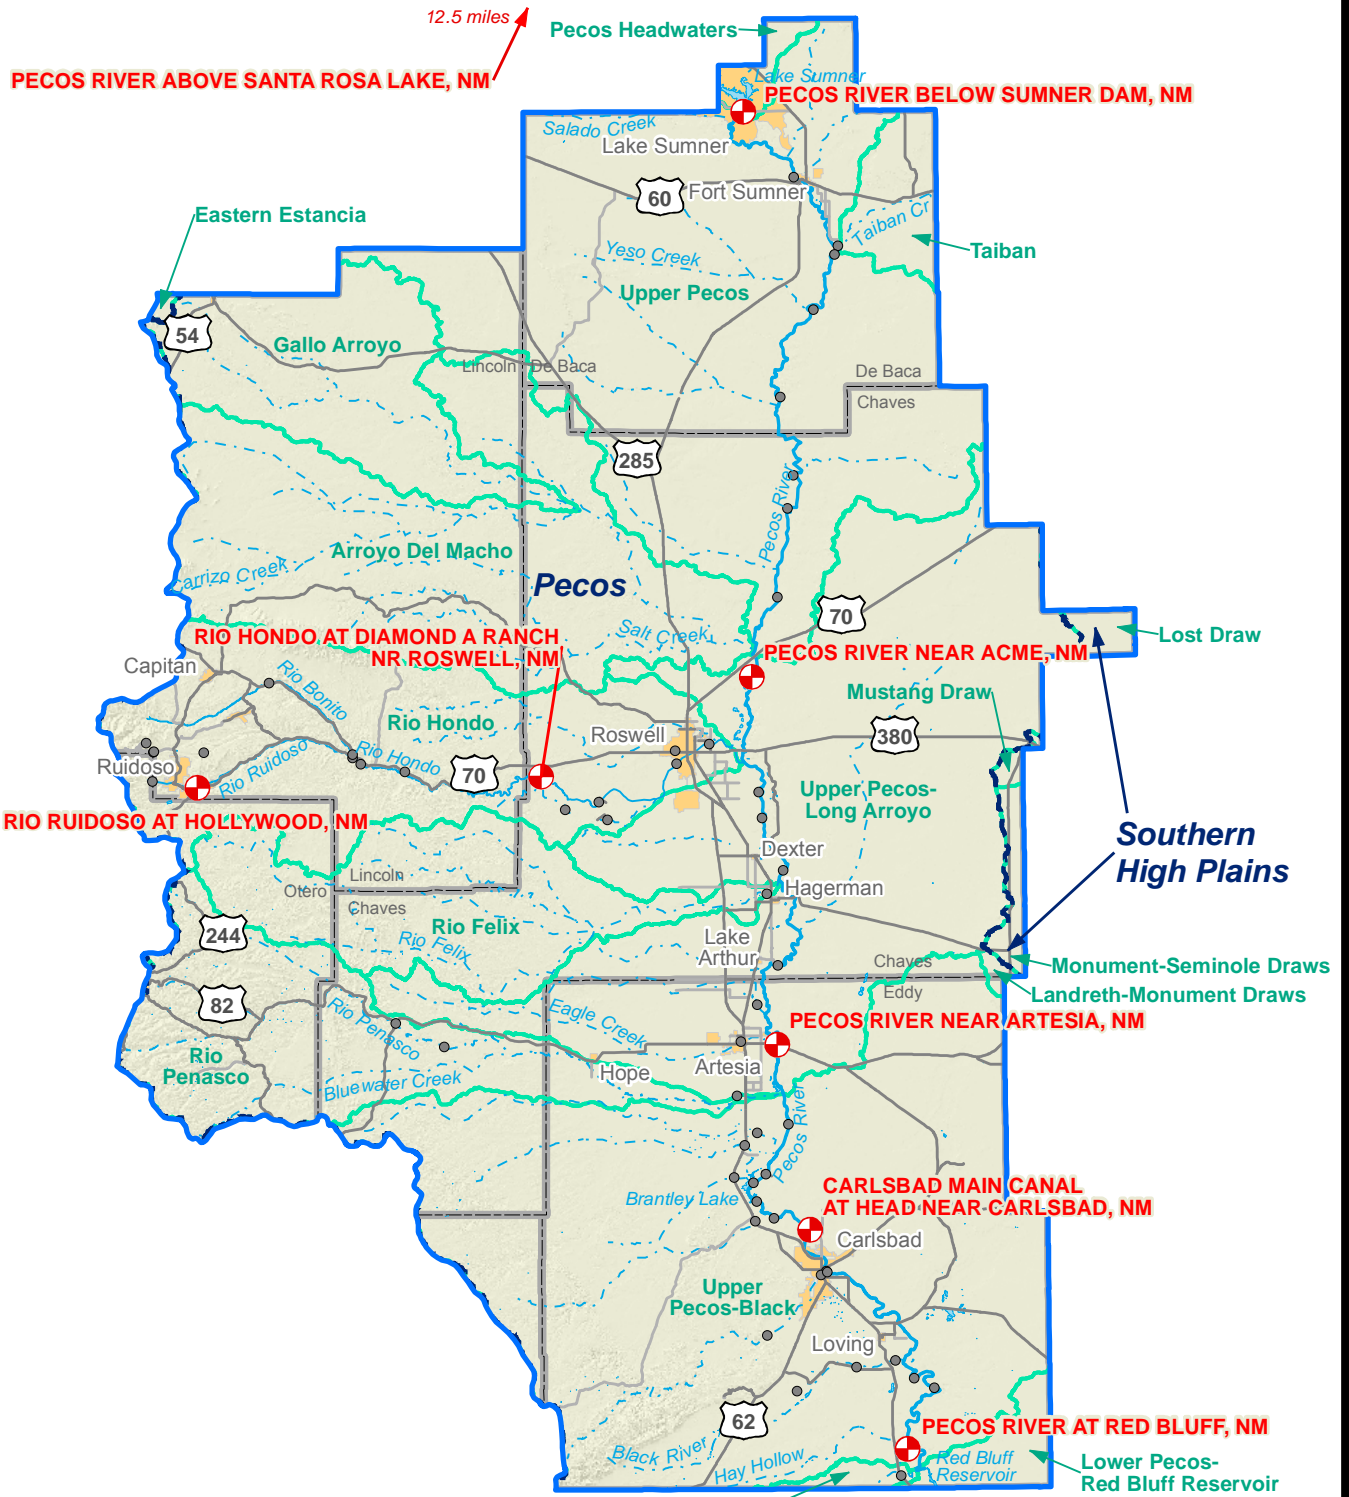 12.5 miles
Pecos Headwaters
PECOS RIVER ABOVE SANTA ROSA LAKE, NM
Lake Sumner
PECOS RIVER BELOW SUMNER DAM, NM
Salado Creek
Lake Sumner
60
Fort Sumner
Eastern Estancia
Taiban Cr
Taiban
Yeso Creek
Upper Pecos
54
Gallo Arroyo
Lincoln
De Baca
De Baca
Chaves
285
Pecos River
Arroyo Del Macho
Carrizo Creek
Pecos
70
Salt Creek
Lost Draw
RIO HONDO AT DIAMOND A RANCH
NR ROSWELL, NM
PECOS RIVER NEAR ACME, NM
Capitan
Rio Bonito
Mustang Draw
Rio Hondo
Roswell
380
Rio Ruidoso
Rio Hondo
70
Ruidoso
Upper Pecos-
Long Arroyo
RIO RUIDOSO AT HOLLYWOOD, NM
Southern
High Plains
Dexter
Lincoln
Otero
Chaves
Hagerman
244
Rio Felix
Rio Felix
Lake
Arthur
Chaves
Eddy
Monument-Seminole Draws
Landreth-Monument Draws
82
Rio Penasco
Eagle Creek
PECOS RIVER NEAR ARTESIA, NM
Rio
Penasco
Bluewater Creek
Hope
Artesia
Pecos River
Brantley Lake
CARLSBAD MAIN CANAL
AT HEAD NEAR CARLSBAD, NM
Carlsbad
Upper
Pecos-Black
Loving
62
PECOS RIVER AT RED BLUFF, NM
Black River
Hay Hollow
Red Bluff
Reservoir
Lower Pecos-
Red Bluff Reservoir